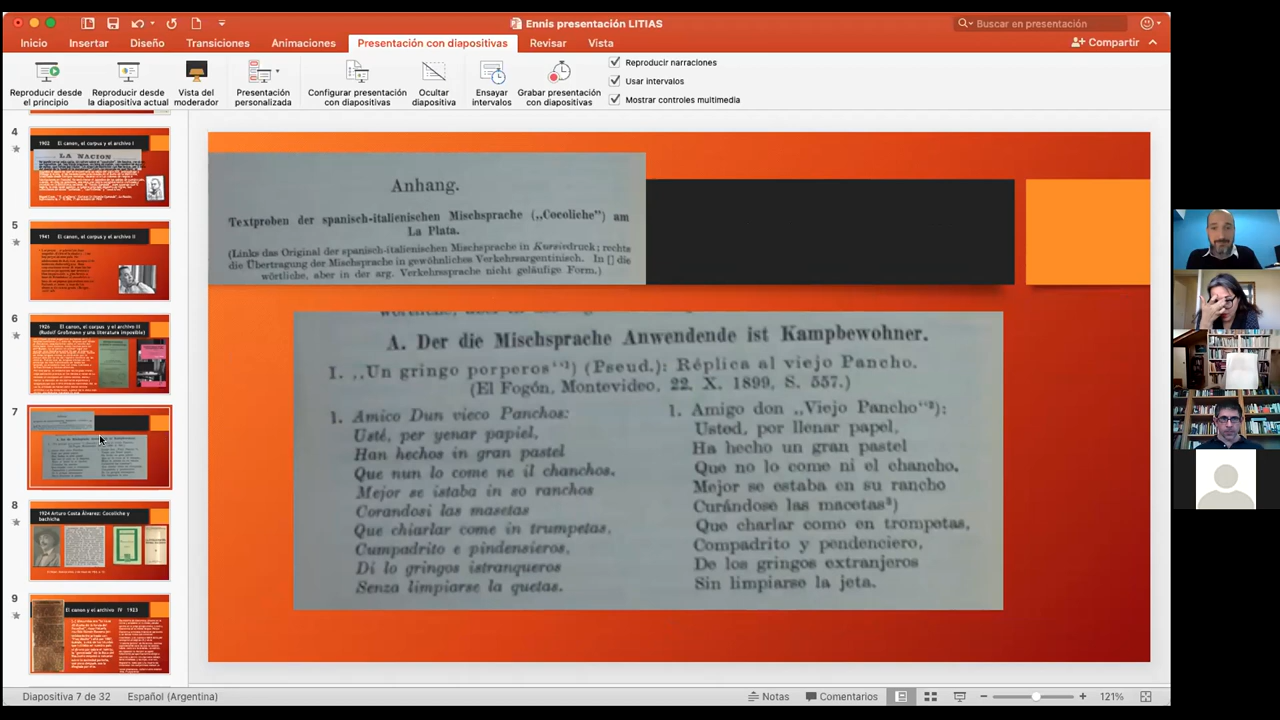 Ennis presentación LITIAS
Buscar en presentación
Inicio
Insertar
Diseño
Transiciones
Animaciones
Presentación con diapositivas
Revisar
Vista
Compartir
Reproducir desde el principio
Reproducir desde la diapositiva actual
Vista del moderador
Presentación personalizada
Configurar presentación con diapositivas
Ocultar diapositiva
Ensayar intervalos
Grabar presentación con diapositivas
Reproducir narraciones
Usar intervalos
Mostrar controles multimedia
4
1902 El canon, el corpus y el archivo I
LA NACION
5
1941 El canon, el corpus y el archivo II
6
1926 El canon, el corpus y el archivo III
(Rudolf Großmann y una literatura imposible)
7
8
1924 Arturo Costa Álvarez: Cocoliche y
bachicha
9
El canon y el archivo IV 1923
Anhang.
Textproben der spanisch-italienischen Mischsprache („Cocoliche") am
La Plata.
(Links das Original der spanisch-italienischen Mischsprache in Kursivdruck; rechts
die Übertragung der Mischsprache in gewöhnliches Verkehrsargentinisch. In [] die
wörtliche, aber in der arg. Verkehrssprache nicht geläufige Form.)
A. Der die Mischsprache Anwendende ist Kampbewohner.
1. „Un gringo porporos"¹) (Pseud.): Réplica al viejo Pancho.
(El Fogón, Montevideo, 22. X. 1899, S. 557.)
1. Amico Dun vieco Panchos:
Usté, per yenar papiel,
Han hechos in gran pastel
Que nun lo come ne il chanchos.
Mejor se istaba in so ranchos
Corandosi las masetas
Que chiarlar come in trumpetas,
Cumpadrito e pindensieros,
Di lo gringos istranqueros
Senza limpiarse la quetas.
1. Amigo don „Viejo Pancho"²):
Usted, por llenar papel,
Ha hecho un gran pastel
Que no lo come ni el chancho,
Mejor se estaba en su rancho
Curándose las macetas³)
Que charlar como en trompetas,
Compadrito y pendenciero,
De los gringos extranjeros
Sin limpiarse la jeta.
Diapositiva 7 de 32
Español (Argentina)
Notas
Comentarios
121%